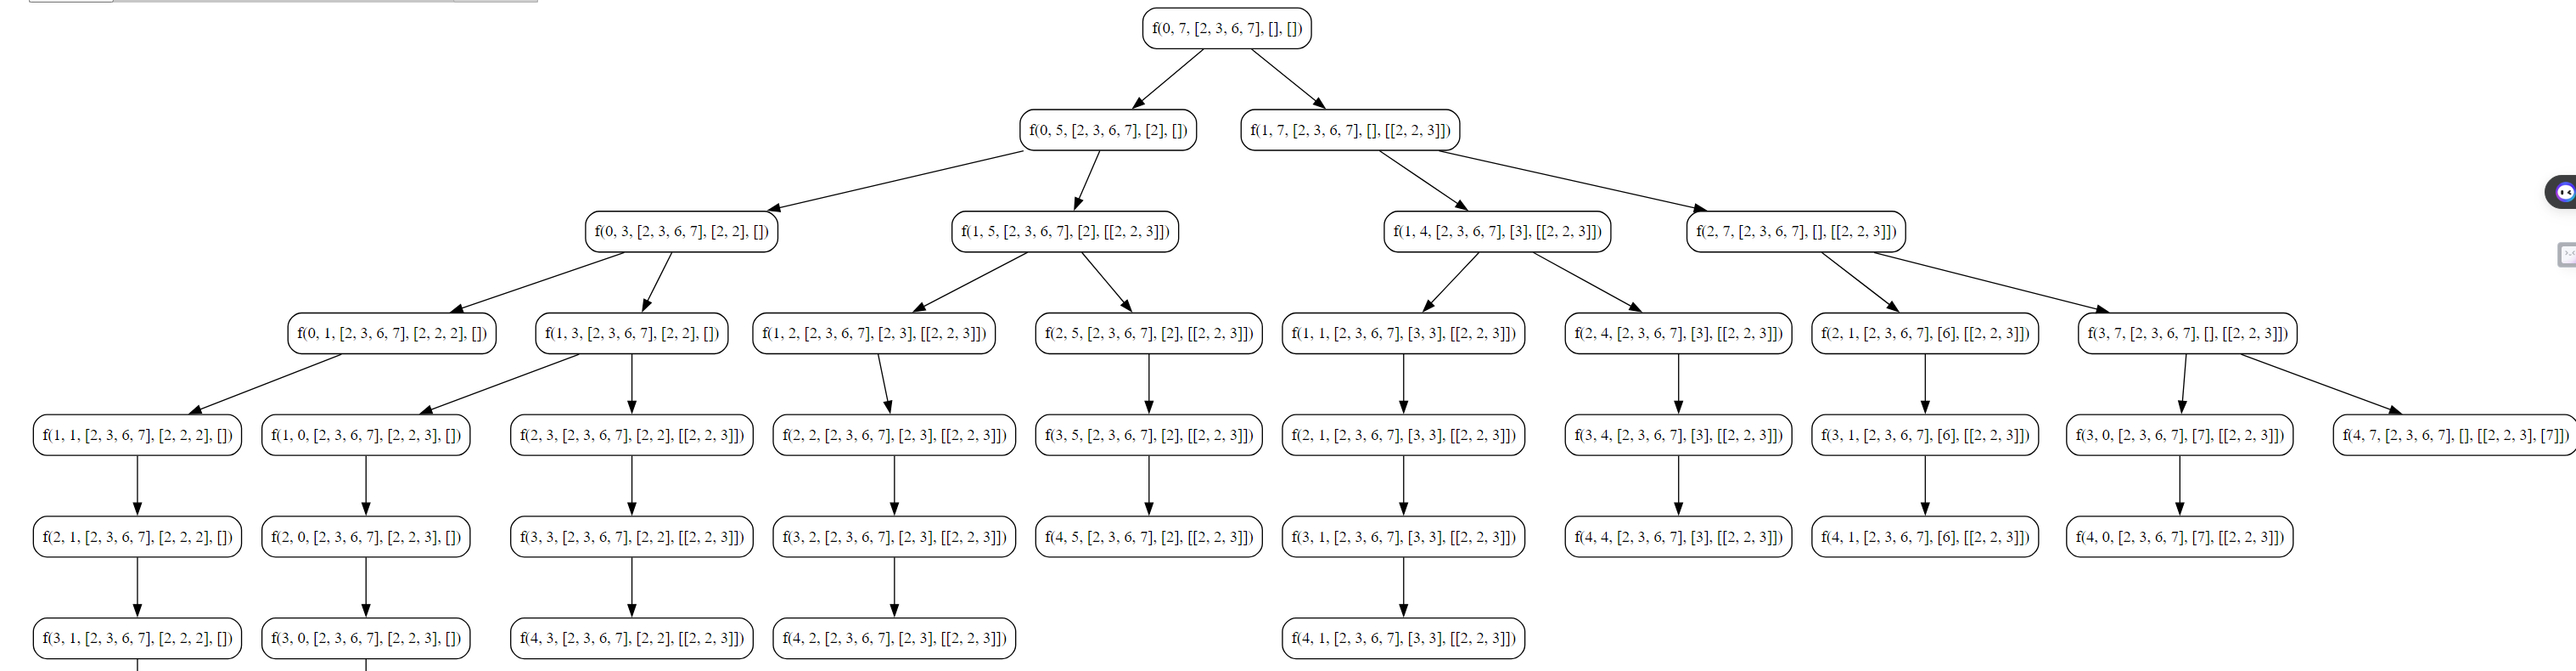 f(0, 7, [2, 3, 6, 7], [], [])
f(0, 5, [2, 3, 6, 7], [2], [])
f(1, 7, [2, 3, 6, 7], [], [[2, 2, 3]])
f(0, 3, [2, 3, 6, 7], [2, 2], [])
f(1, 5, [2, 3, 6, 7], [2], [[2, 2, 3]])
f(1, 4, [2, 3, 6, 7], [3], [[2, 2, 3]])
f(2, 7, [2, 3, 6, 7], [], [[2, 2, 3]])
f(0, 1, [2, 3, 6, 7], [2, 2, 2], [])
f(1, 3, [2, 3, 6, 7], [2, 2], [])
f(1, 2, [2, 3, 6, 7], [2, 3], [[2, 2, 3]])
f(2, 5, [2, 3, 6, 7], [2], [[2, 2, 3]])
f(1, 1, [2, 3, 6, 7], [3, 3], [[2, 2, 3]])
f(2, 4, [2, 3, 6, 7], [3], [[2, 2, 3]])
f(2, 1, [2, 3, 6, 7], [6], [[2, 2, 3]])
f(3, 7, [2, 3, 6, 7], [], [[2, 2, 3]])
f(1, 1, [2, 3, 6, 7], [2, 2, 2], [])
f(1, 0, [2, 3, 6, 7], [2, 2, 3], [])
f(2, 3, [2, 3, 6, 7], [2, 2], [[2, 2, 3]])
f(2, 2, [2, 3, 6, 7], [2, 3], [[2, 2, 3]])
f(3, 5, [2, 3, 6, 7], [2], [[2, 2, 3]])
f(2, 1, [2, 3, 6, 7], [3, 3], [[2, 2, 3]])
f(3, 4, [2, 3, 6, 7], [3], [[2, 2, 3]])
f(3, 1, [2, 3, 6, 7], [6], [[2, 2, 3]])
f(3, 0, [2, 3, 6, 7], [7], [[2, 2, 3]])
f(4, 7, [2, 3, 6, 7], [], [[2, 2, 3], [7]])
f(2, 1, [2, 3, 6, 7], [2, 2, 2], [])
f(2, 0, [2, 3, 6, 7], [2, 2, 3], [])
f(3, 3, [2, 3, 6, 7], [2, 2], [[2, 2, 3]])
f(3, 2, [2, 3, 6, 7], [2, 3], [[2, 2, 3]])
f(4, 5, [2, 3, 6, 7], [2], [[2, 2, 3]])
f(3, 1, [2, 3, 6, 7], [3, 3], [[2, 2, 3]])
f(4, 4, [2, 3, 6, 7], [3], [[2, 2, 3]])
f(4, 1, [2, 3, 6, 7], [6], [[2, 2, 3]])
f(4, 0, [2, 3, 6, 7], [7], [[2, 2, 3]])
f(3, 1, [2, 3, 6, 7], [2, 2, 2], [])
f(3, 0, [2, 3, 6, 7], [2, 2, 3], [])
f(4, 3, [2, 3, 6, 7], [2, 2], [[2, 2, 3]])
f(4, 2, [2, 3, 6, 7], [2, 3], [[2, 2, 3]])
f(4, 1, [2, 3, 6, 7], [3, 3], [[2, 2, 3]])